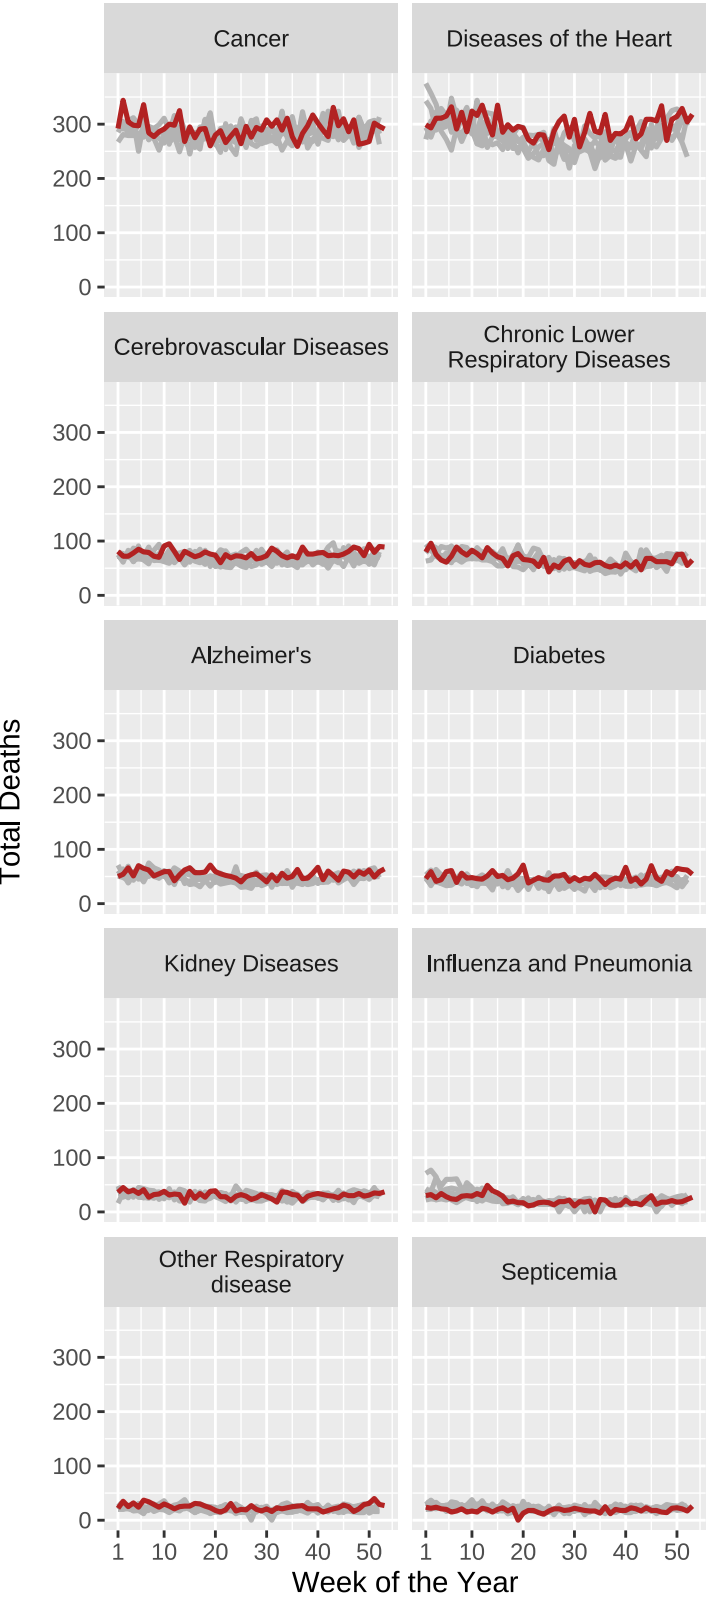 Cancer
Diseases of the Heart
300
200
100
0
Cerebrovascular Diseases
Chronic Lower
Respiratory Diseases
300
200
100
0
Alzheimer's
Diabetes
Total Deaths
300
200
100
0
Kidney Diseases
Influenza and Pneumonia
300
200
100
0
Other Respiratory
disease
Septicemia
300
200
100
0
1 10 20 30 40 50 1 10 20 30 40 50
Week of the Year